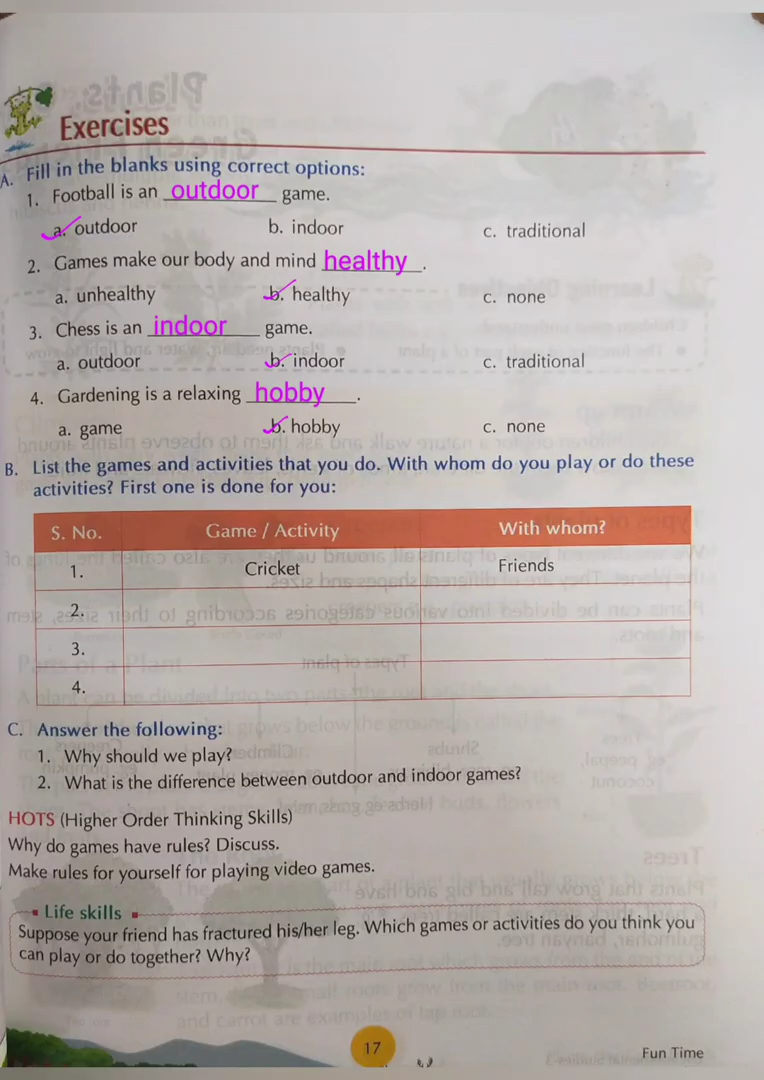 Exercises
A. Fill in the blanks using correct options:
1. Football is an outdoor game.
a. outdoor b. indoor c. traditional
2. Games make our body and mind healthy.
a. unhealthy b. healthy c. none
3. Chess is an indoor game.
a. outdoor b. indoor c. traditional
4. Gardening is a relaxing hobby.
a. game b. hobby c. none
B. List the games and activities that you do. With whom do you play or do these
activities? First one is done for you:
S. No. Game / Activity With whom?
1. Cricket Friends
2.
3.
4.
C. Answer the following:
1. Why should we play?
2. What is the difference between outdoor and indoor games?
HOTS (Higher Order Thinking Skills)
Why do games have rules? Discuss.
Make rules for yourself for playing video games.
Life skills
Suppose your friend has fractured his/her leg. Which games or activities do you think you
can play or do together? Why?
17
Fun Time